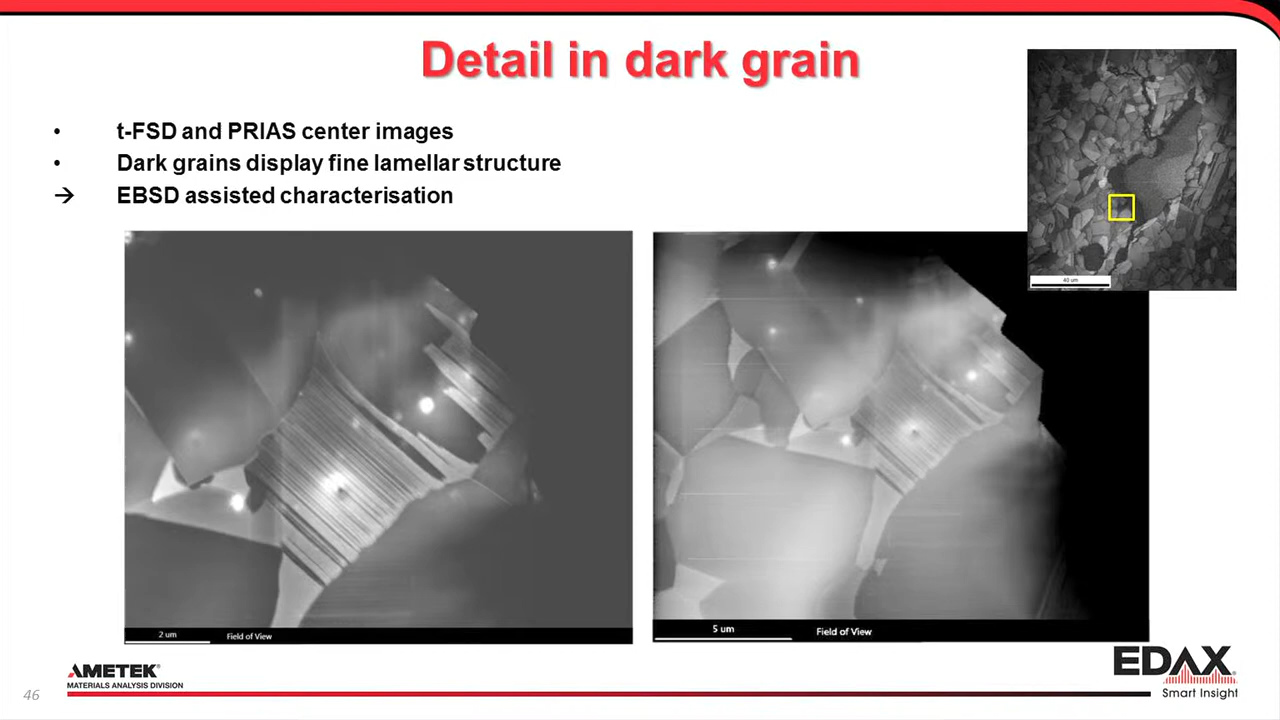 Detail in dark grain
• t-FSD and PRIAS center images
• Dark grains display fine lamellar structure
→ EBSD assisted characterisation
40 um
2 um Field of View
5 um Field of View
46
AMETEK®
MATERIALS ANALYSIS DIVISION
EDAX®
Smart Insight